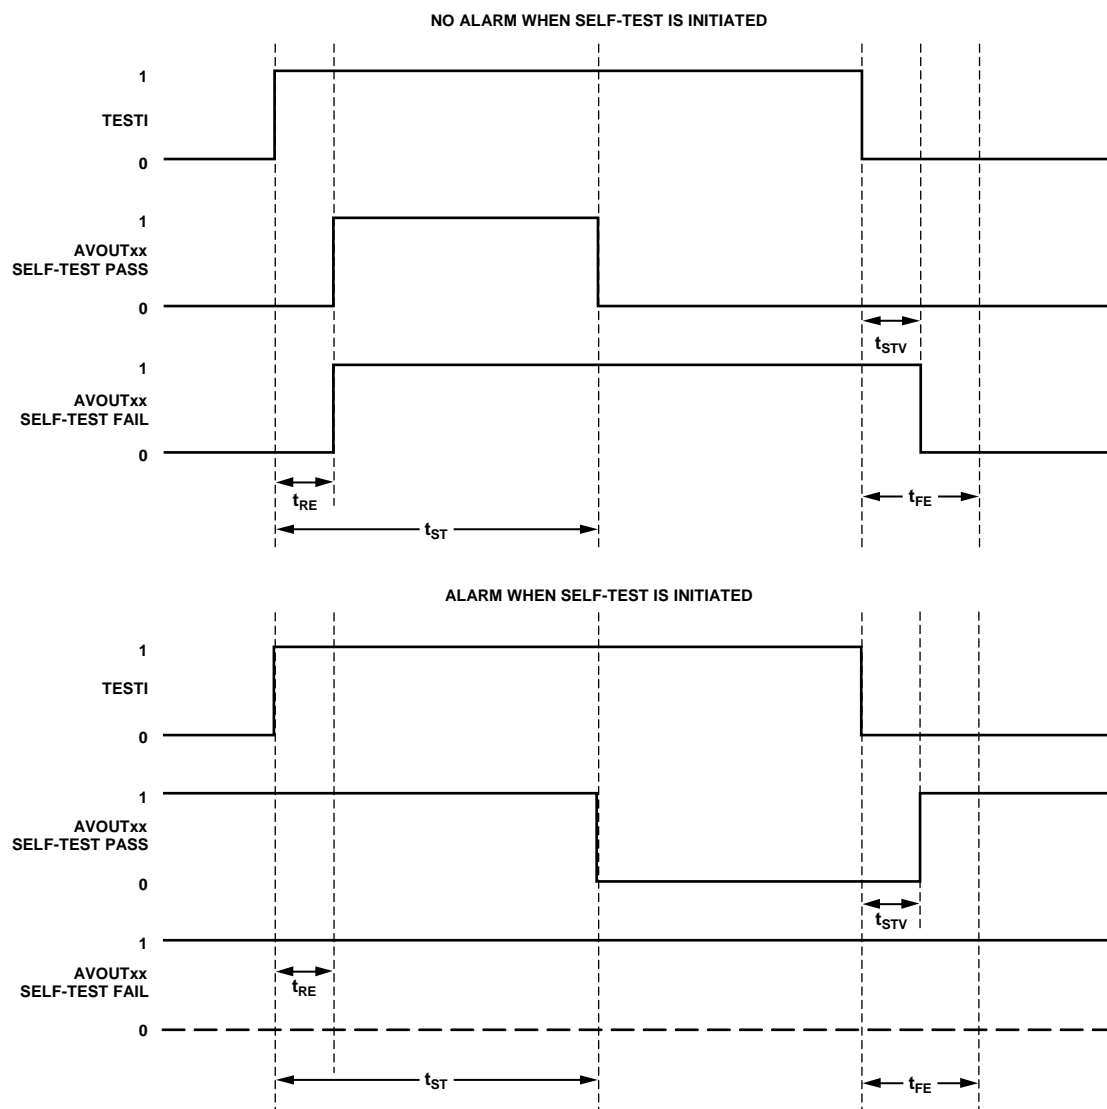 NO ALARM WHEN SELF-TEST IS INITIATED
1
TESTI
0
1
AVOUTxx
SELF-TEST PASS
0
tSTV
1
AVOUTxx
SELF-TEST FAIL
0
tRE
tFE
tST
ALARM WHEN SELF-TEST IS INITIATED
1
TESTI
0
1
AVOUTxx
SELF-TEST PASS
0
tSTV
1
AVOUTxx
SELF-TEST FAIL
tRE
0
tST
tFE